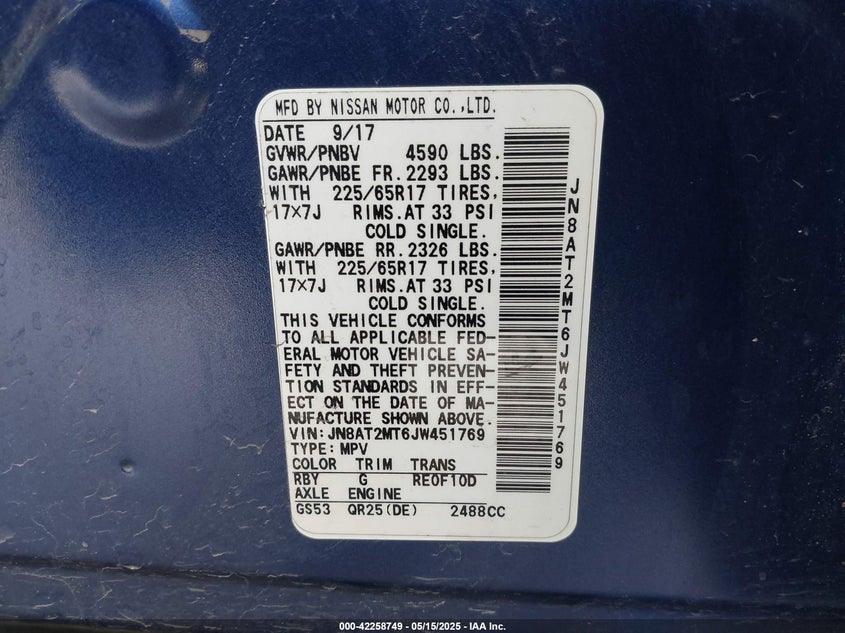 MFD BY NISSAN MOTOR CO.,LTD.
DATE 9/17
GVWR/PNBV 4590 LBS.
GAWR/PNBE FR. 2293 LBS.
WITH 225/65R17 TIRES,
17×7J RIMS.AT 33 PSI
COLD SINGLE.
GAWR/PNBE RR. 2326 LBS.
WITH 225/65R17 TIRES,
17×7J RIMS.AT 33 PSI
COLD SINGLE.
THIS VEHICLE CONFORMS
TO ALL APPLICABLE FED-
ERAL MOTOR VEHICLE SA-
FETY AND THEFT PREVEN-
TION STANDARDS IN EFF-
ECT ON THE DATE OF MA-
NUFACTURE SHOWN ABOVE.
VIN:JN8AT2MT6JW451769
TYPE:MPV
COLOR TRIM TRANS
RBY G RE0F10D
AXLE ENGINE
GS53 QR25(DE) 2488CC
JN8AT2MT6JW451769
000-42258749 - 05/15/2025 - IAA Inc.